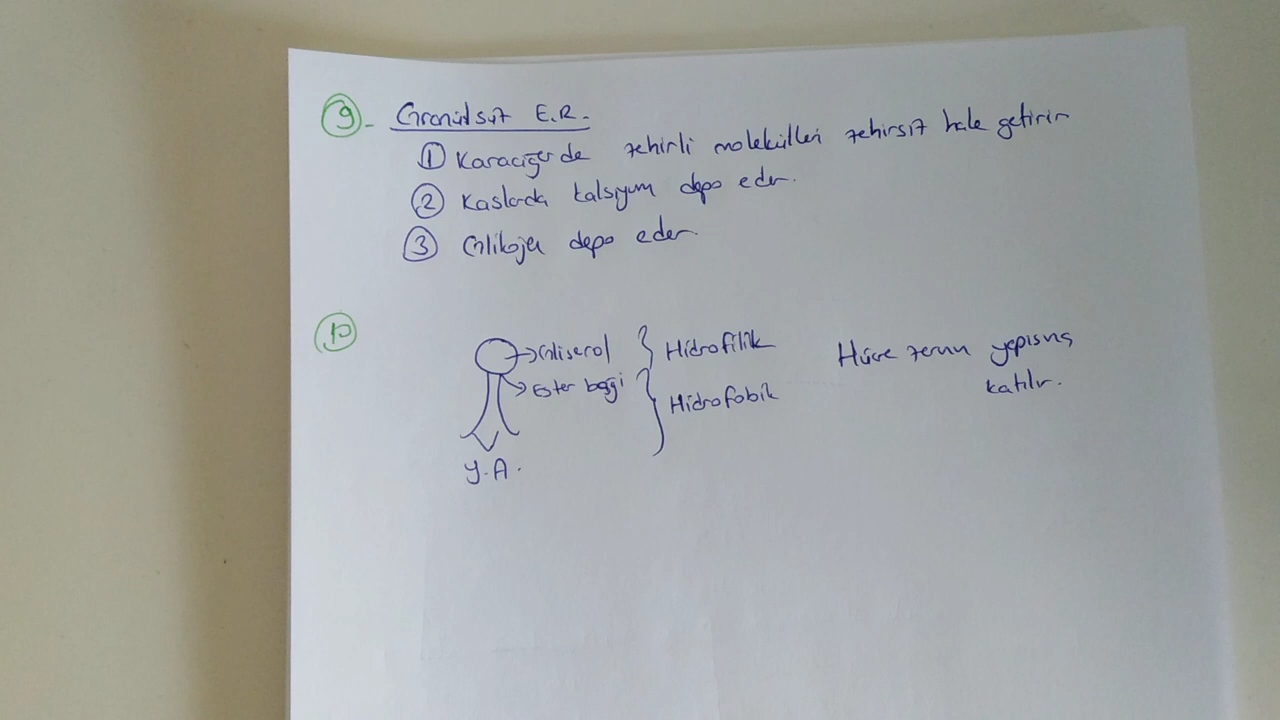 9- Granülsüz E.R.
① Karaciğerde zehirli molekülleri zehirsiz hale getirir
② Kaslarda kalsiyum depo eder.
③ Glikojen depo eder.
10
Gliserol } Hidrofilik
Ester bağı } Hidrofobik
Y.A.
Hücre zarının yapısına
katılır.